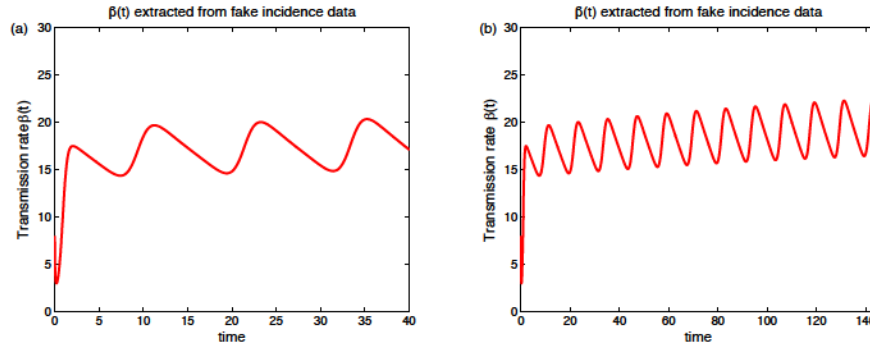 β(t) extracted from fake incidence data
(a)
30
25
20
15
10
5
0
Transmission rate β(t)
0 5 10 15 20 25 30 35 40
time
β(t) extracted from fake incidence data
(b)
30
25
20
15
10
5
0
Transmission rate β(t)
0 20 40 60 80 100 120 140
time